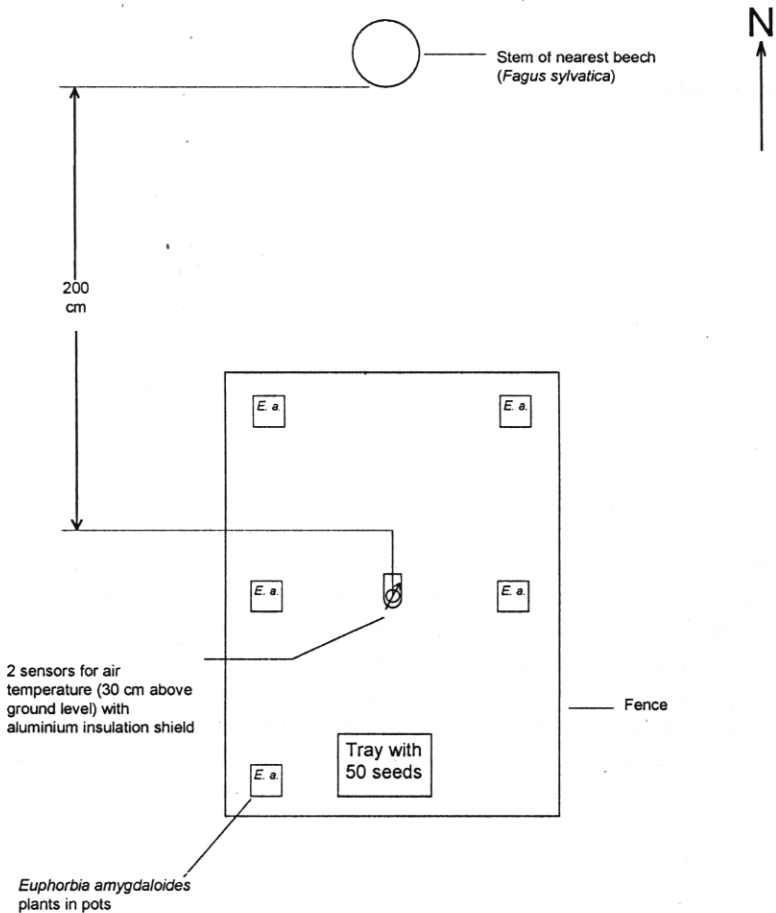 N
Stem of nearest beech
(Fagus sylvatica)
200
cm
E. a.
E. a.
E. a.
E. a.
2 sensors for air
temperature (30 cm above
ground level) with
aluminium insulation shield
Fence
Tray with
50 seeds
E. a.
Euphorbia amygdaloides
plants in pots